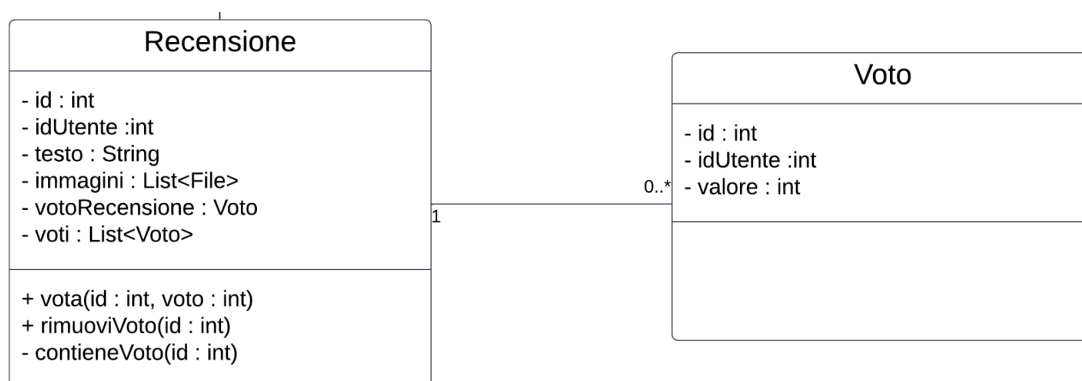 Recensione
- id : int
- idUtente :int
- testo : String
- immagini : List<File>
- votoRecensione : Voto
- voti : List<Voto>
+ vota(id : int, voto : int)
+ rimuoviVoto(id : int)
- contieneVoto(id : int)
1
0..*
Voto
- id : int
- idUtente :int
- valore : int